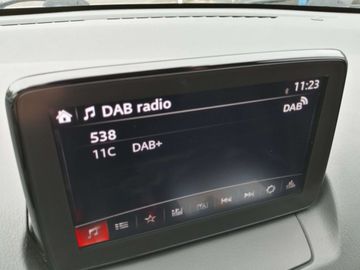 11:23
DAB radio
DAB
538
11C DAB+